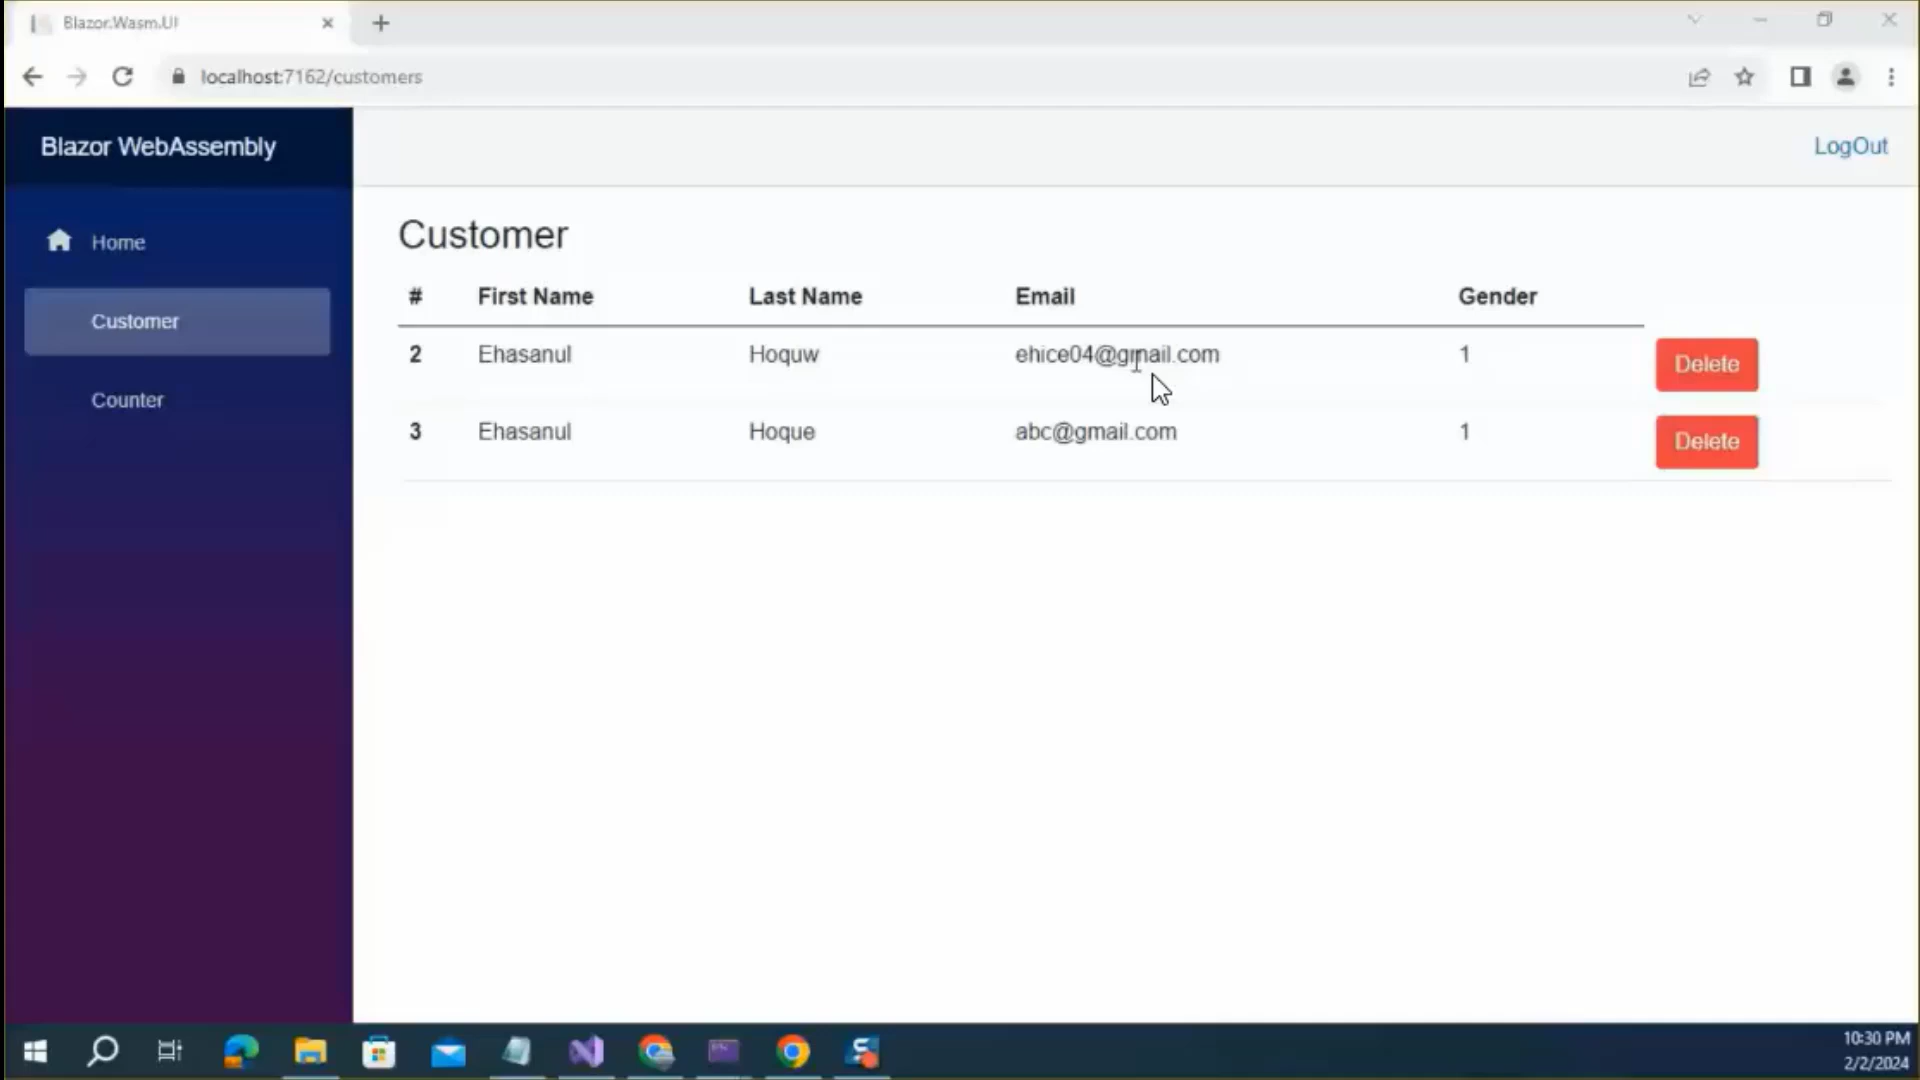 Blazor.Wasm.UI
localhost:7162/customers
Blazor WebAssembly
LogOut
Home
Customer
Counter
Customer
# First Name Last Name Email Gender
2 Ehasanul Hoquw ehice04@gmail.com 1 Delete
3 Ehasanul Hoque abc@gmail.com 1 Delete
10:30 PM
2/2/2024